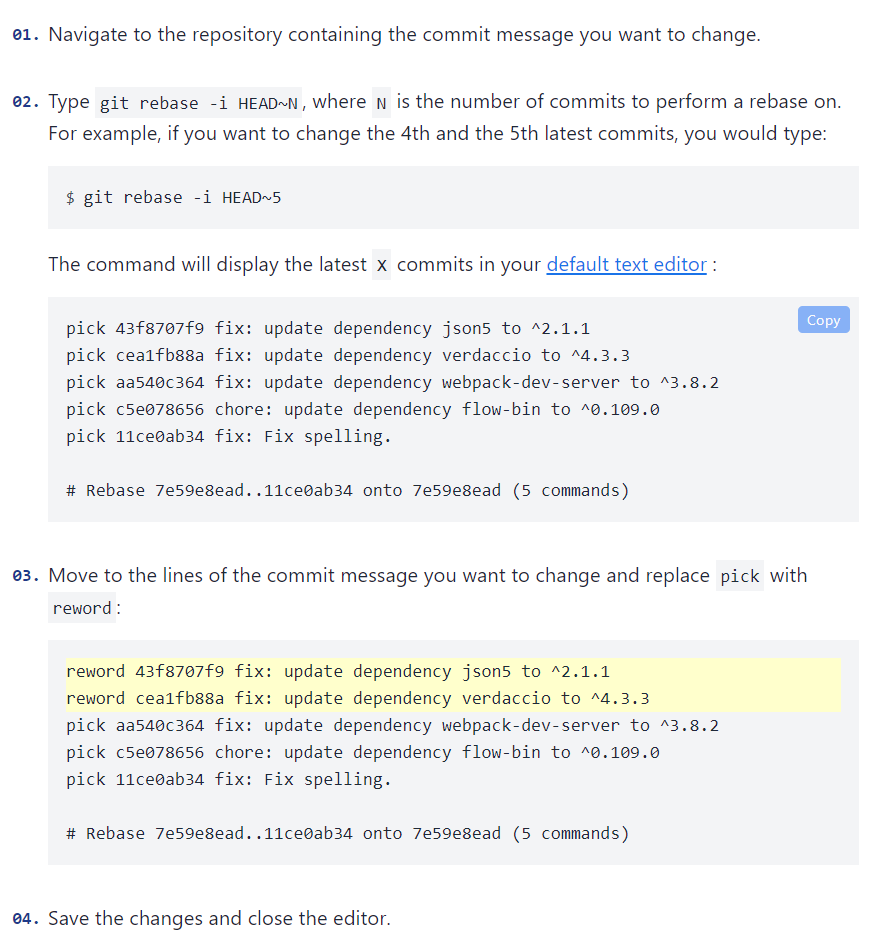 01. Navigate to the repository containing the commit message you want to change.
02. Type git rebase -i HEAD~N, where N is the number of commits to perform a rebase on.
For example, if you want to change the 4th and the 5th latest commits, you would type:
$ git rebase -i HEAD~5
The command will display the latest X commits in your default text editor :
Copy
pick 43f8707f9 fix: update dependency json5 to ^2.1.1
pick cea1fb88a fix: update dependency verdaccio to ^4.3.3
pick aa540c364 fix: update dependency webpack-dev-server to ^3.8.2
pick c5e078656 chore: update dependency flow-bin to ^0.109.0
pick 11ce0ab34 fix: Fix spelling.
# Rebase 7e59e8ead..11ce0ab34 onto 7e59e8ead (5 commands)
03. Move to the lines of the commit message you want to change and replace pick with
reword:
reword 43f8707f9 fix: update dependency json5 to ^2.1.1
reword cea1fb88a fix: update dependency verdaccio to ^4.3.3
pick aa540c364 fix: update dependency webpack-dev-server to ^3.8.2
pick c5e078656 chore: update dependency flow-bin to ^0.109.0
pick 11ce0ab34 fix: Fix spelling.
# Rebase 7e59e8ead..11ce0ab34 onto 7e59e8ead (5 commands)
04. Save the changes and close the editor.